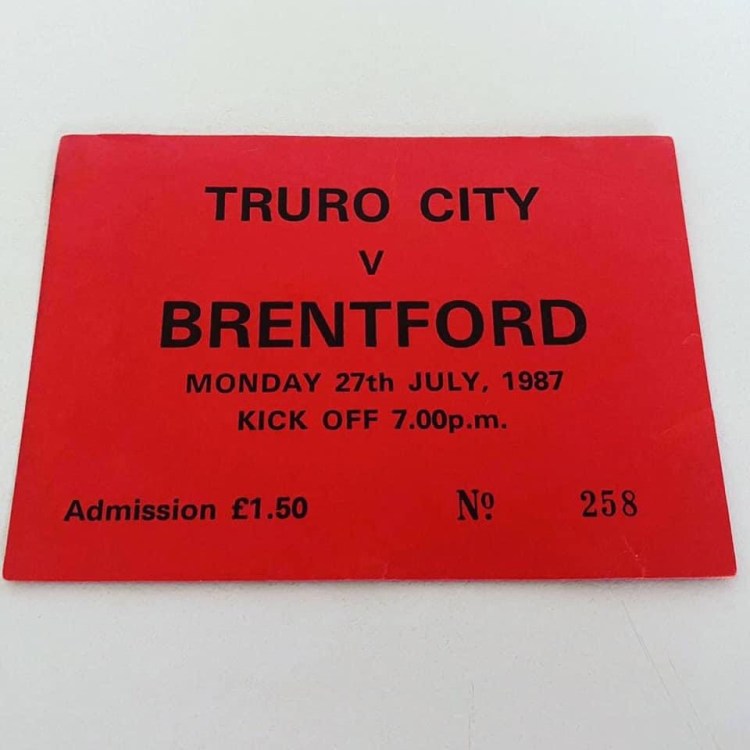 TRURO CITY
V
BRENTFORD
MONDAY 27th JULY, 1987
KICK OFF 7.00p.m.
Admission £1.50 Nº 258